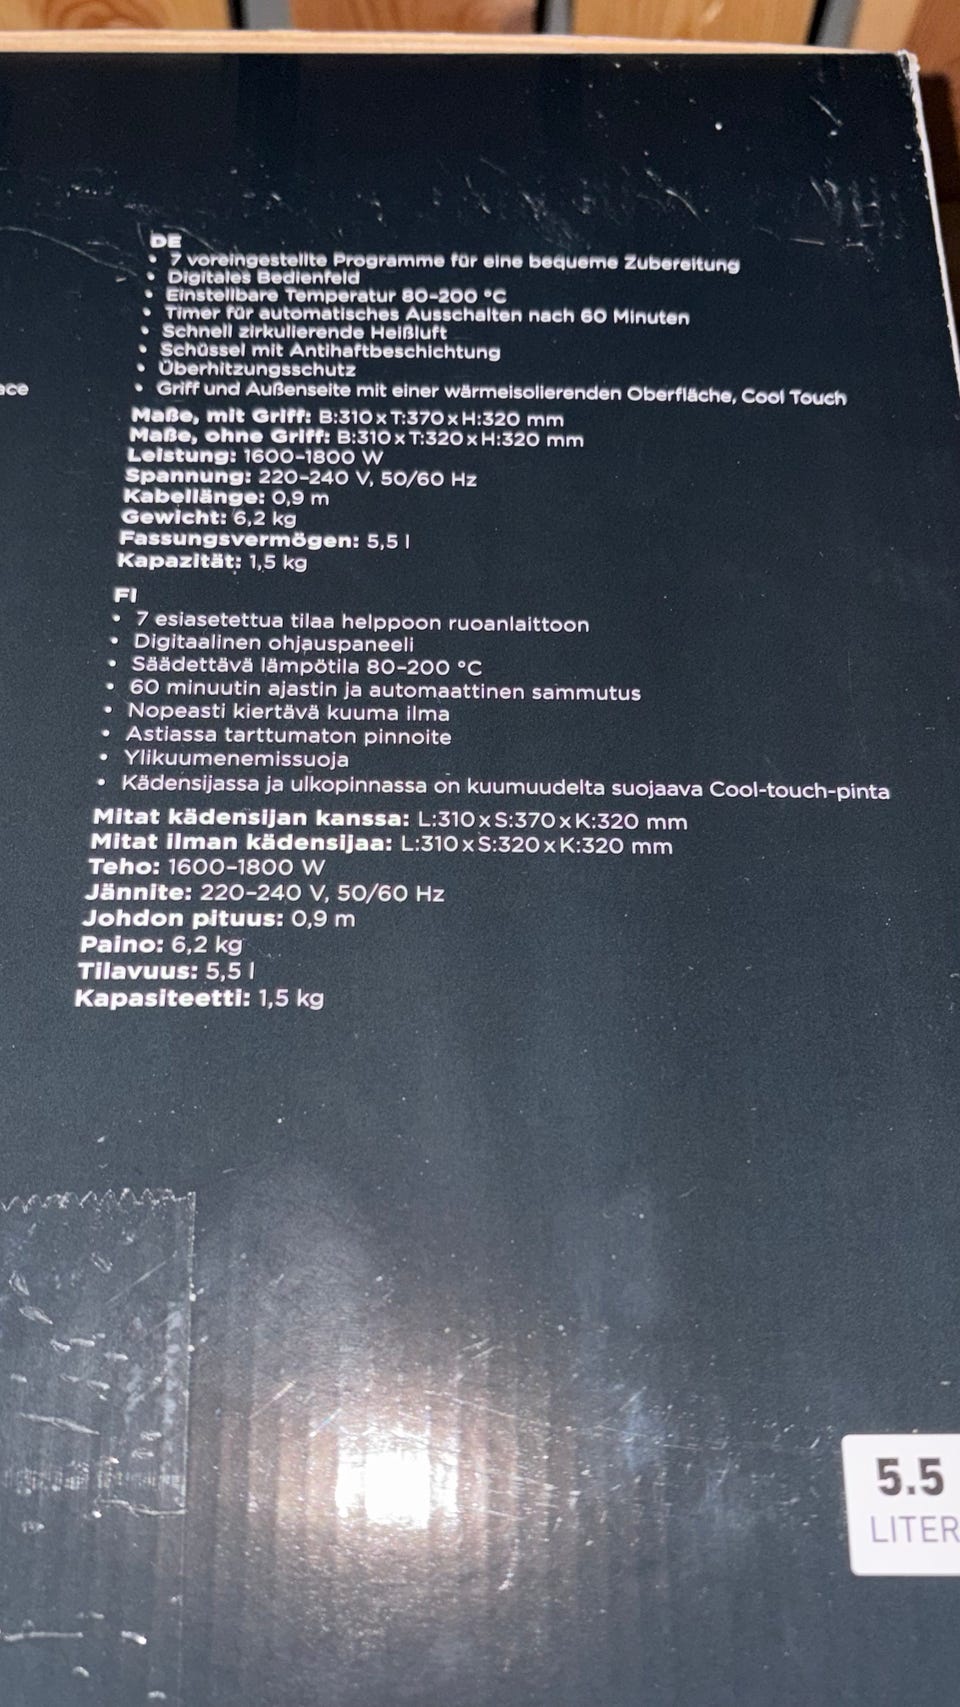 DE
• 7 voreingestellte Programme für eine bequeme Zubereitung
• Digitales Bedienfeld
• Einstellbare Temperatur 80–200 °C
• Timer für automatisches Ausschalten nach 60 Minuten
• Schnell zirkulierende Heißluft
• Schüssel mit Antihaftbeschichtung
• Überhitzungsschutz
• Griff und Außenseite mit einer wärmeisolierenden Oberfläche, Cool Touch
Maße, mit Griff: B:310 x T:370 x H:320 mm
Maße, ohne Griff: B:310 x T:320 x H:320 mm
Leistung: 1600–1800 W
Spannung: 220–240 V, 50/60 Hz
Kabellänge: 0,9 m
Gewicht: 6,2 kg
Fassungsvermögen: 5,5 l
Kapazität: 1,5 kg
FI
• 7 esiasetettua tilaa helppoon ruoanlaittoon
• Digitaalinen ohjauspaneeli
• Säädettävä lämpötila 80–200 °C
• 60 minuutin ajastin ja automaattinen sammutus
• Nopeasti kiertävä kuuma ilma
• Astiassa tarttumaton pinnoite
• Ylikuumenemissuoja
• Kädensijassa ja ulkopinnassa on kuumuudelta suojaava Cool-touch-pinta
Mitat kädensijan kanssa: L:310 x S:370 x K:320 mm
Mitat ilman kädensijaa: L:310 x S:320 x K:320 mm
Teho: 1600–1800 W
Jännite: 220–240 V, 50/60 Hz
Johdon pituus: 0,9 m
Paino: 6,2 kg
Tilavuus: 5,5 l
Kapasiteetti: 1,5 kg
5.5
LITER